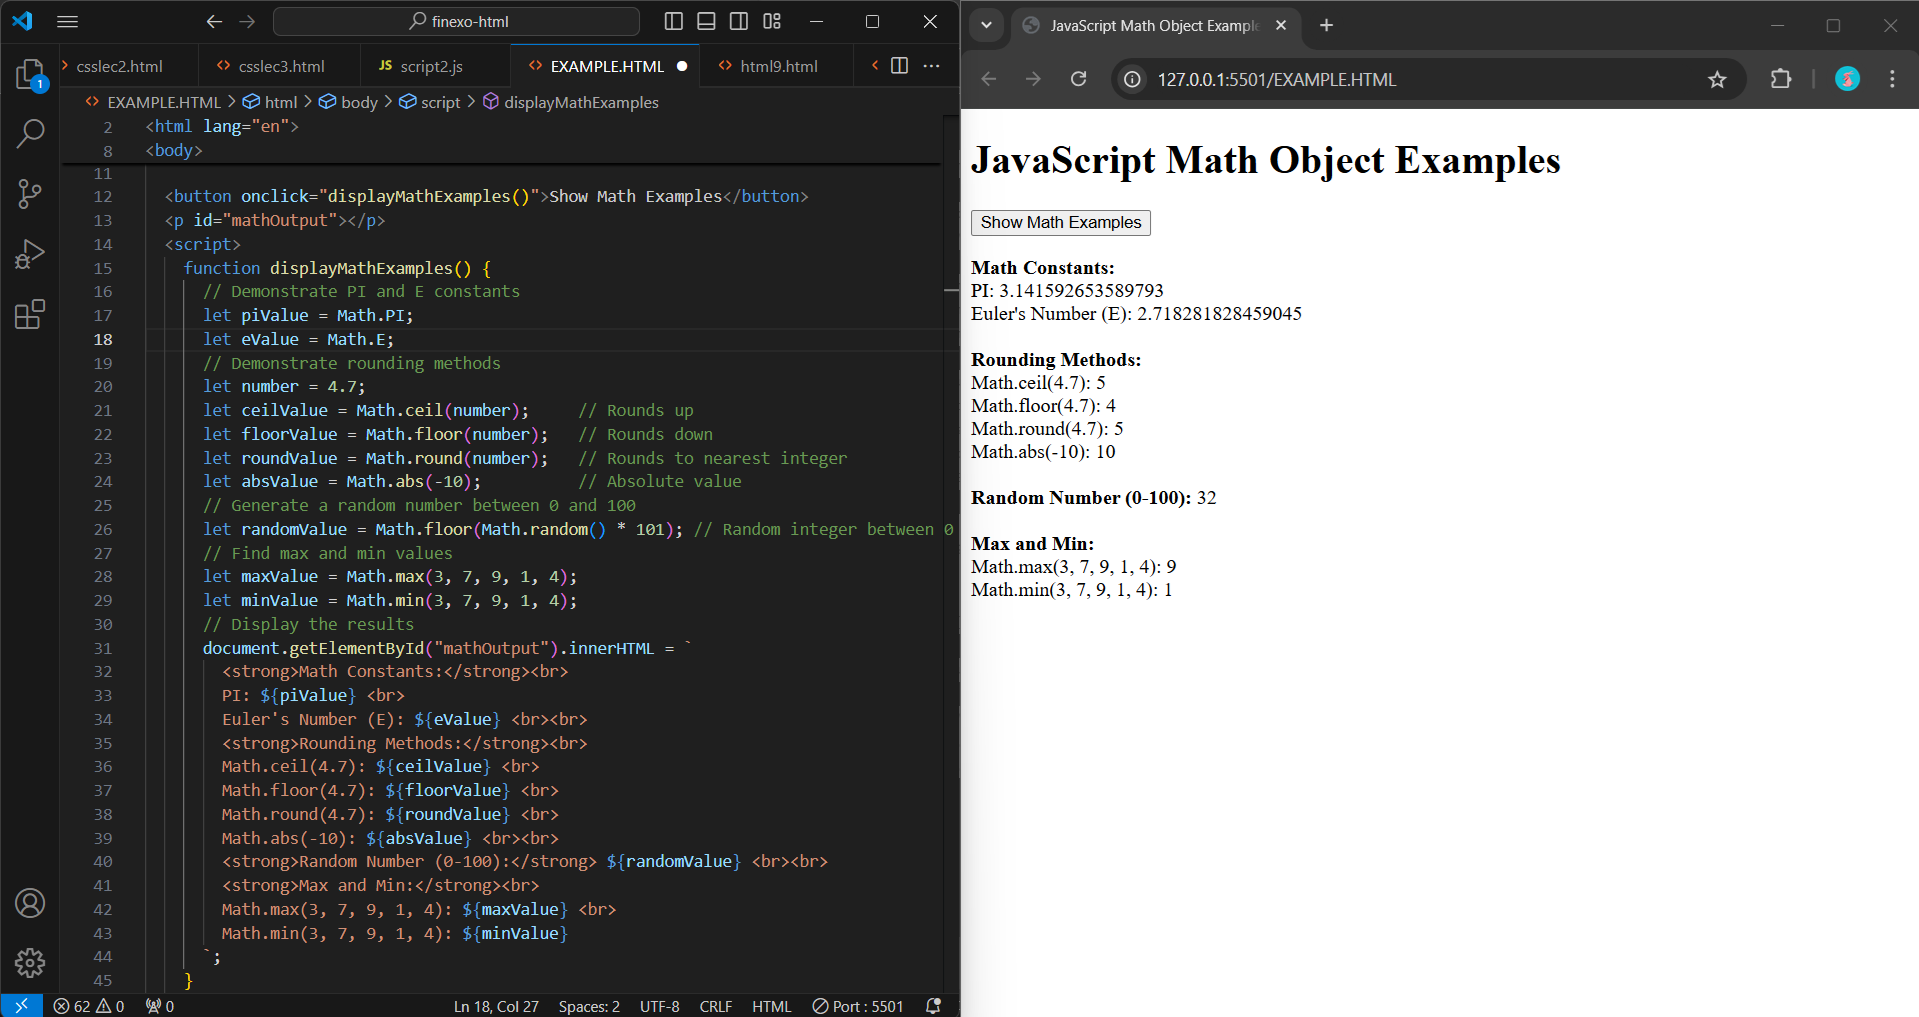 finexo-html
csslec2.html
csslec3.html
JS script2.js
EXAMPLE.HTML
html9.html
EXAMPLE.HTML > html > body > script > displayMathExamples
1
2 <html lang="en">
8 <body>
11
12 <button onclick="displayMathExamples()">Show Math Examples</button>
13 <p id="mathOutput"></p>
14 <script>
15 function displayMathExamples() {
16 // Demonstrate PI and E constants
17 let piValue = Math.PI;
18 let eValue = Math.E;
19 // Demonstrate rounding methods
20 let number = 4.7;
21 let ceilValue = Math.ceil(number); // Rounds up
22 let floorValue = Math.floor(number); // Rounds down
23 let roundValue = Math.round(number); // Rounds to nearest integer
24 let absValue = Math.abs(-10); // Absolute value
25 // Generate a random number between 0 and 100
26 let randomValue = Math.floor(Math.random() * 101); // Random integer between 0
27 // Find max and min values
28 let maxValue = Math.max(3, 7, 9, 1, 4);
29 let minValue = Math.min(3, 7, 9, 1, 4);
30 // Display the results
31 document.getElementById("mathOutput").innerHTML = `
32 <strong>Math Constants:</strong><br>
33 PI: ${piValue} <br>
34 Euler's Number (E): ${eValue} <br><br>
35 <strong>Rounding Methods:</strong><br>
36 Math.ceil(4.7): ${ceilValue} <br>
37 Math.floor(4.7): ${floorValue} <br>
38 Math.round(4.7): ${roundValue} <br>
39 Math.abs(-10): ${absValue} <br><br>
40 <strong>Random Number (0-100):</strong> ${randomValue} <br><br>
41 <strong>Max and Min:</strong><br>
42 Math.max(3, 7, 9, 1, 4): ${maxValue} <br>
43 Math.min(3, 7, 9, 1, 4): ${minValue}
44 `;
45 }
62 0 0 Ln 18, Col 27 Spaces: 2 UTF-8 CRLF HTML Port : 5501
JavaScript Math Object Example
127.0.0.1:5501/EXAMPLE.HTML
JavaScript Math Object Examples
Show Math Examples
Math Constants:
PI: 3.141592653589793
Euler's Number (E): 2.718281828459045
Rounding Methods:
Math.ceil(4.7): 5
Math.floor(4.7): 4
Math.round(4.7): 5
Math.abs(-10): 10
Random Number (0-100): 32
Max and Min:
Math.max(3, 7, 9, 1, 4): 9
Math.min(3, 7, 9, 1, 4): 1